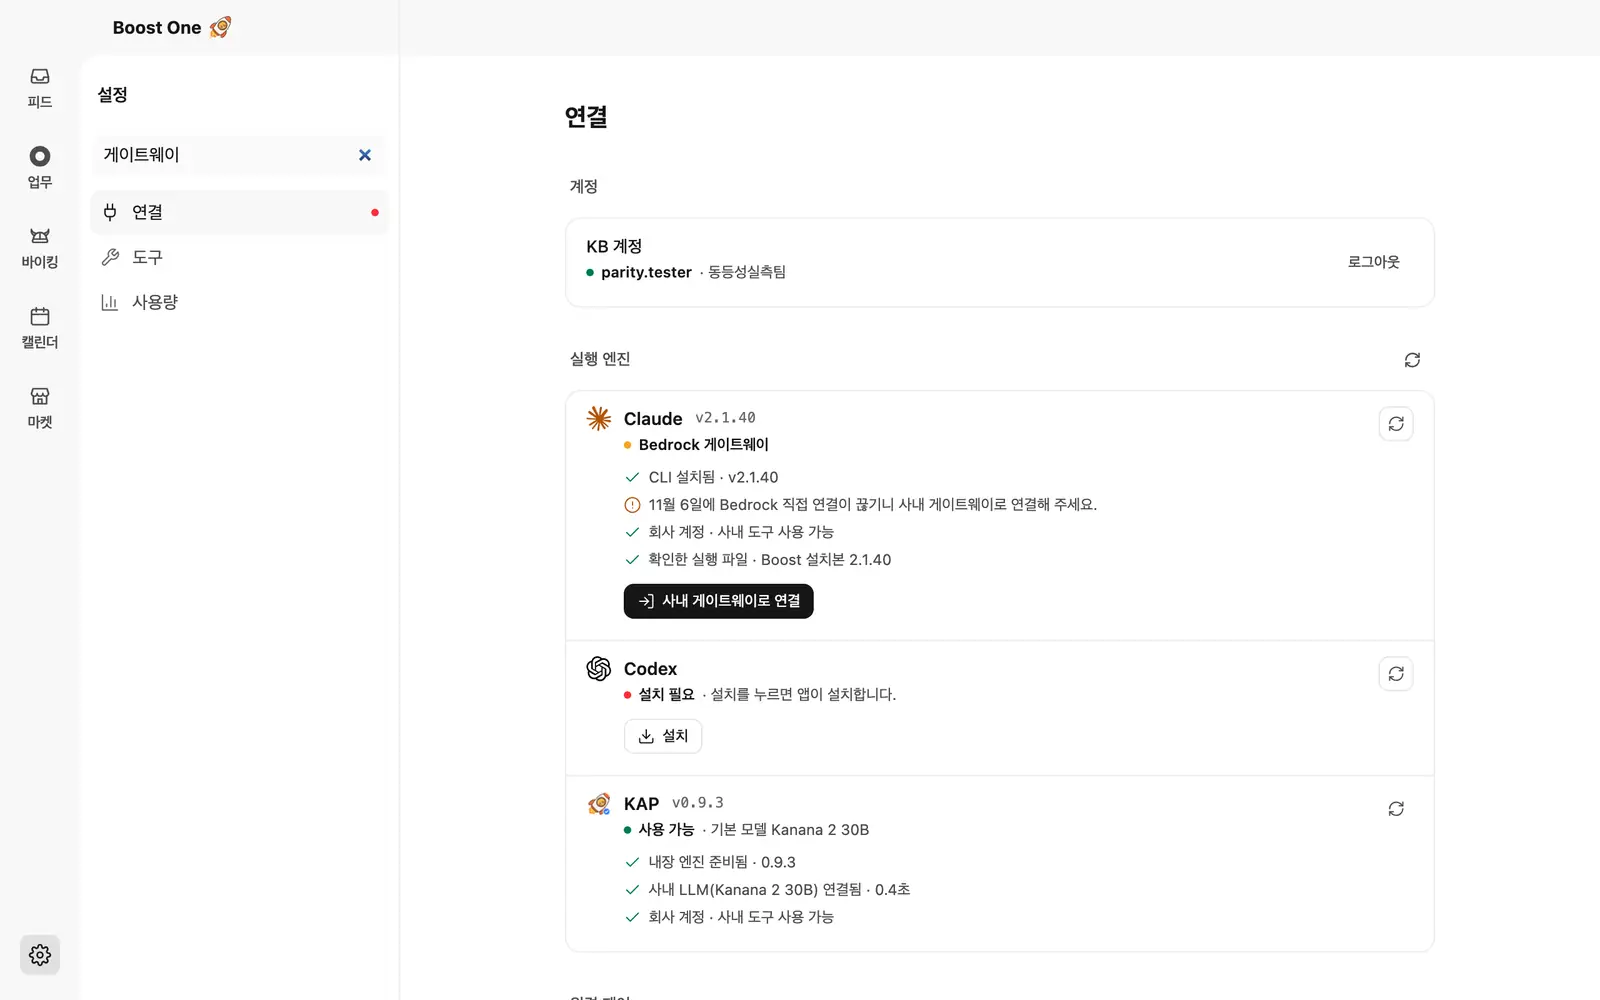 Boost One
피드
업무
바이킹
캘린더
마켓
설정
게이트웨이
연결
도구
사용량
연결
계정
KB 계정
parity.tester · 동등성실측팀
로그아웃
실행 엔진
Claude v2.1.40
Bedrock 게이트웨이
CLI 설치됨 · v2.1.40
11월 6일에 Bedrock 직접 연결이 끊기니 사내 게이트웨이로 연결해 주세요.
회사 계정 · 사내 도구 사용 가능
확인한 실행 파일 · Boost 설치본 2.1.40
사내 게이트웨이로 연결
Codex
설치 필요 · 설치를 누르면 앱이 설치합니다.
설치
KAP v0.9.3
사용 가능 · 기본 모델 Kanana 2 30B
내장 엔진 준비됨 · 0.9.3
사내 LLM(Kanana 2 30B) 연결됨 · 0.4초
회사 계정 · 사내 도구 사용 가능